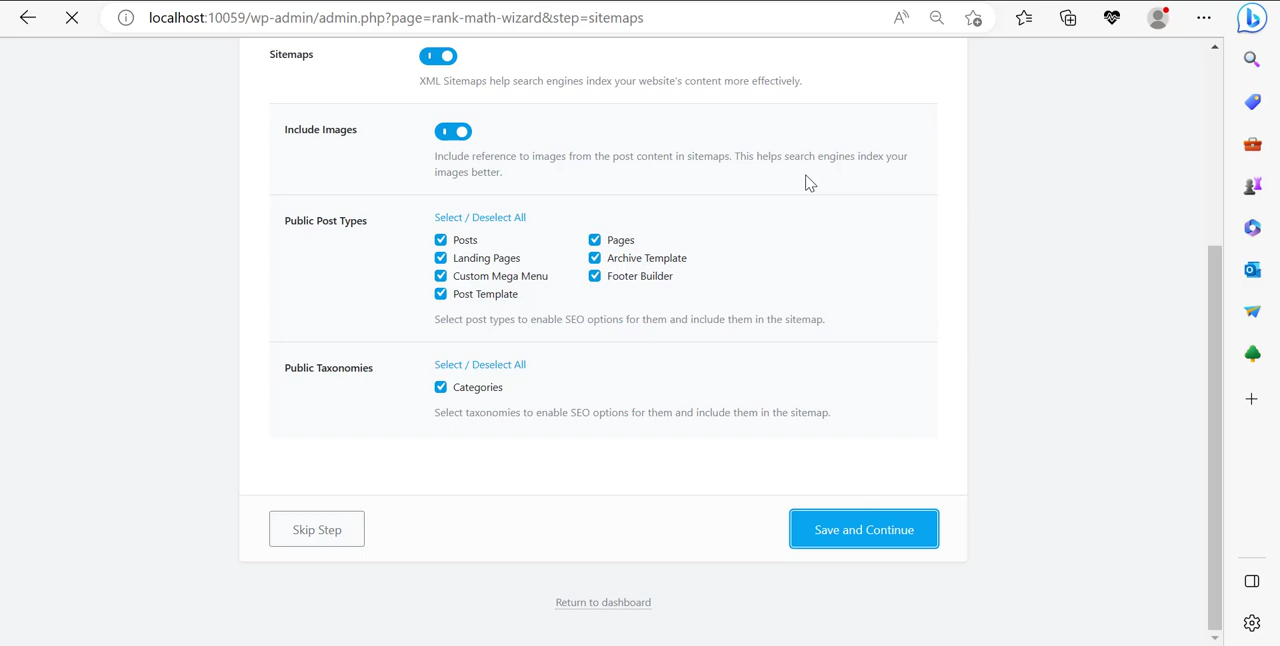 localhost:10059/wp-admin/admin.php?page=rank-math-wizard&step=sitemaps
Sitemaps
XML Sitemaps help search engines index your website's content more effectively.
Include Images
Include reference to images from the post content in sitemaps. This helps search engines index your
images better.
Public Post Types
Select / Deselect All
Posts
Pages
Landing Pages
Archive Template
Custom Mega Menu
Footer Builder
Post Template
Select post types to enable SEO options for them and include them in the sitemap.
Public Taxonomies
Select / Deselect All
Categories
Select taxonomies to enable SEO options for them and include them in the sitemap.
Skip Step
Save and Continue
Return to dashboard